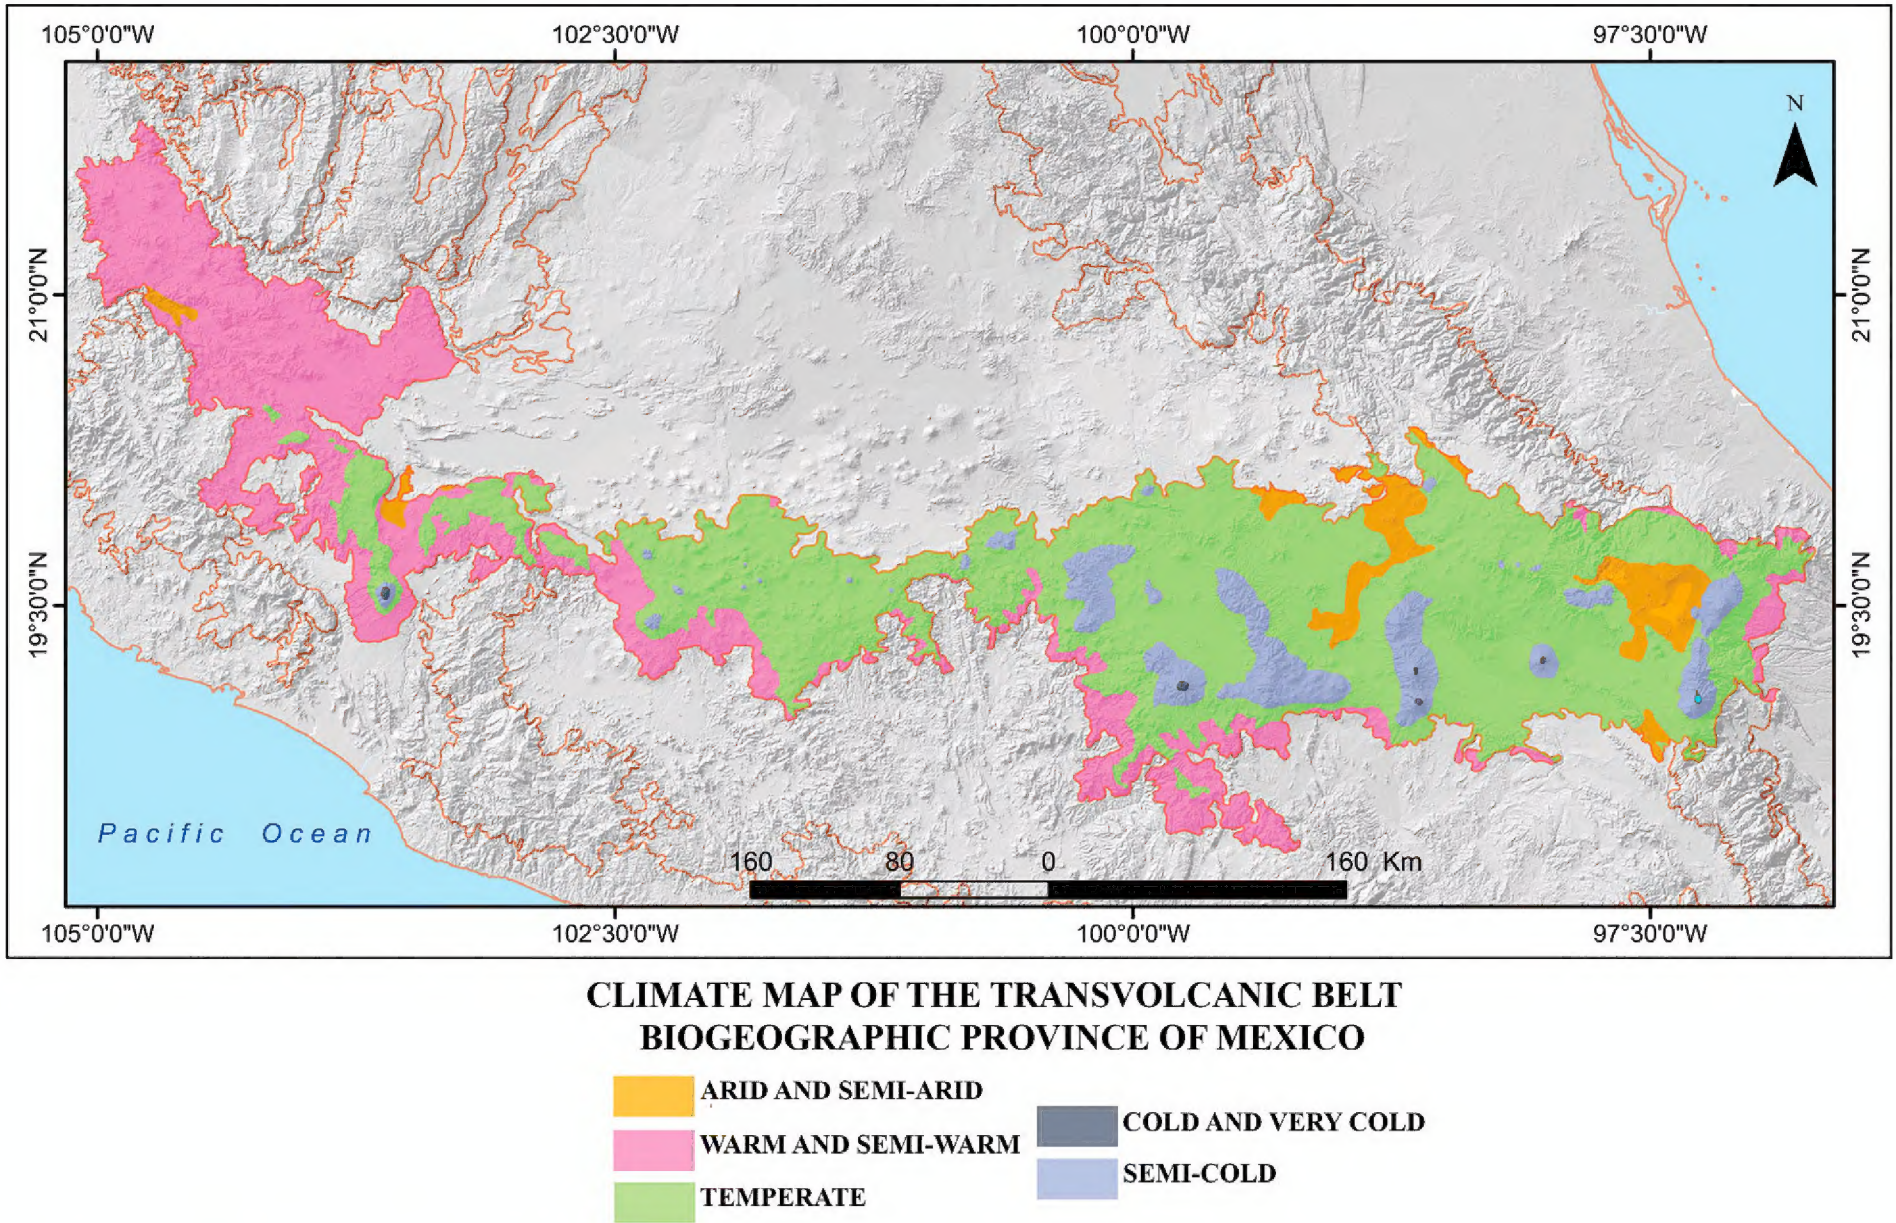 105°0'0"W 102°30'0"W 100°0'0"W 97°30'0"W
N
21°0'0"N 21°0'0"N
19°30'0"N 19°30'0"N
Pacific Ocean
160 80 0 160 Km
105°0'0"W 102°30'0"W 100°0'0"W 97°30'0"W
CLIMATE MAP OF THE TRANSVOLCANIC BELT
BIOGEOGRAPHIC PROVINCE OF MEXICO
ARID AND SEMI-ARID
WARM AND SEMI-WARM
TEMPERATE
COLD AND VERY COLD
SEMI-COLD